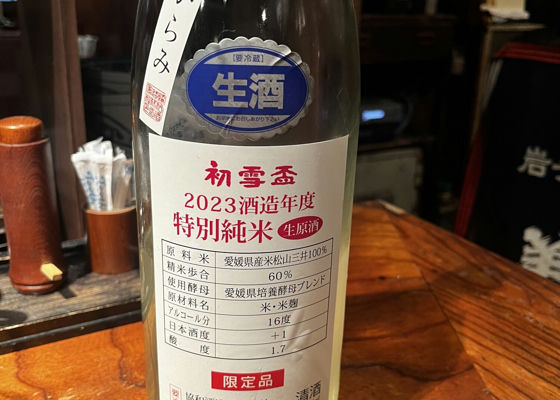 らみ
【要冷蔵】
生酒
初雪盃
2023酒造年度
特別純米 生原酒
原料米 愛媛県産米松山三井100%
精米歩合 60%
使用酵母 愛媛県培養酵母ブレンド
原材料名 米・米麹
アルコール分 16度
日本酒度 +1
酸度 1.7
限定品
協和酒
清酒
岩